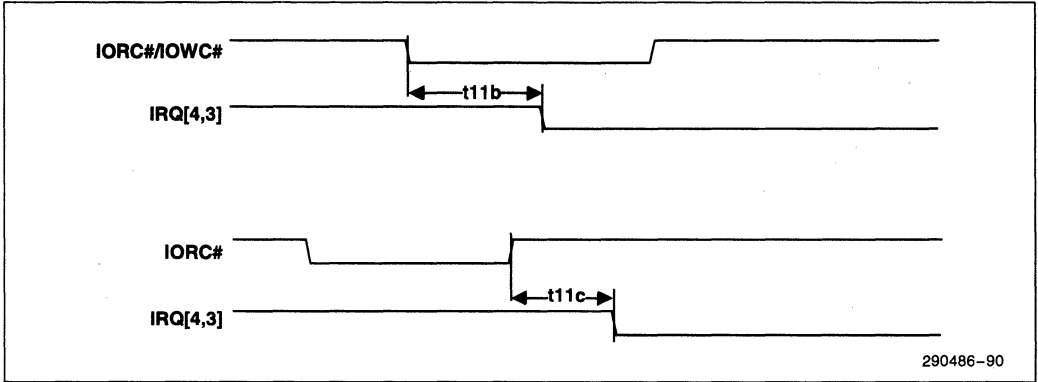 IORC#/IOWC#
t11b
IRQ[4,3]
IORC#
t11c
IRQ[4,3]
290486-90